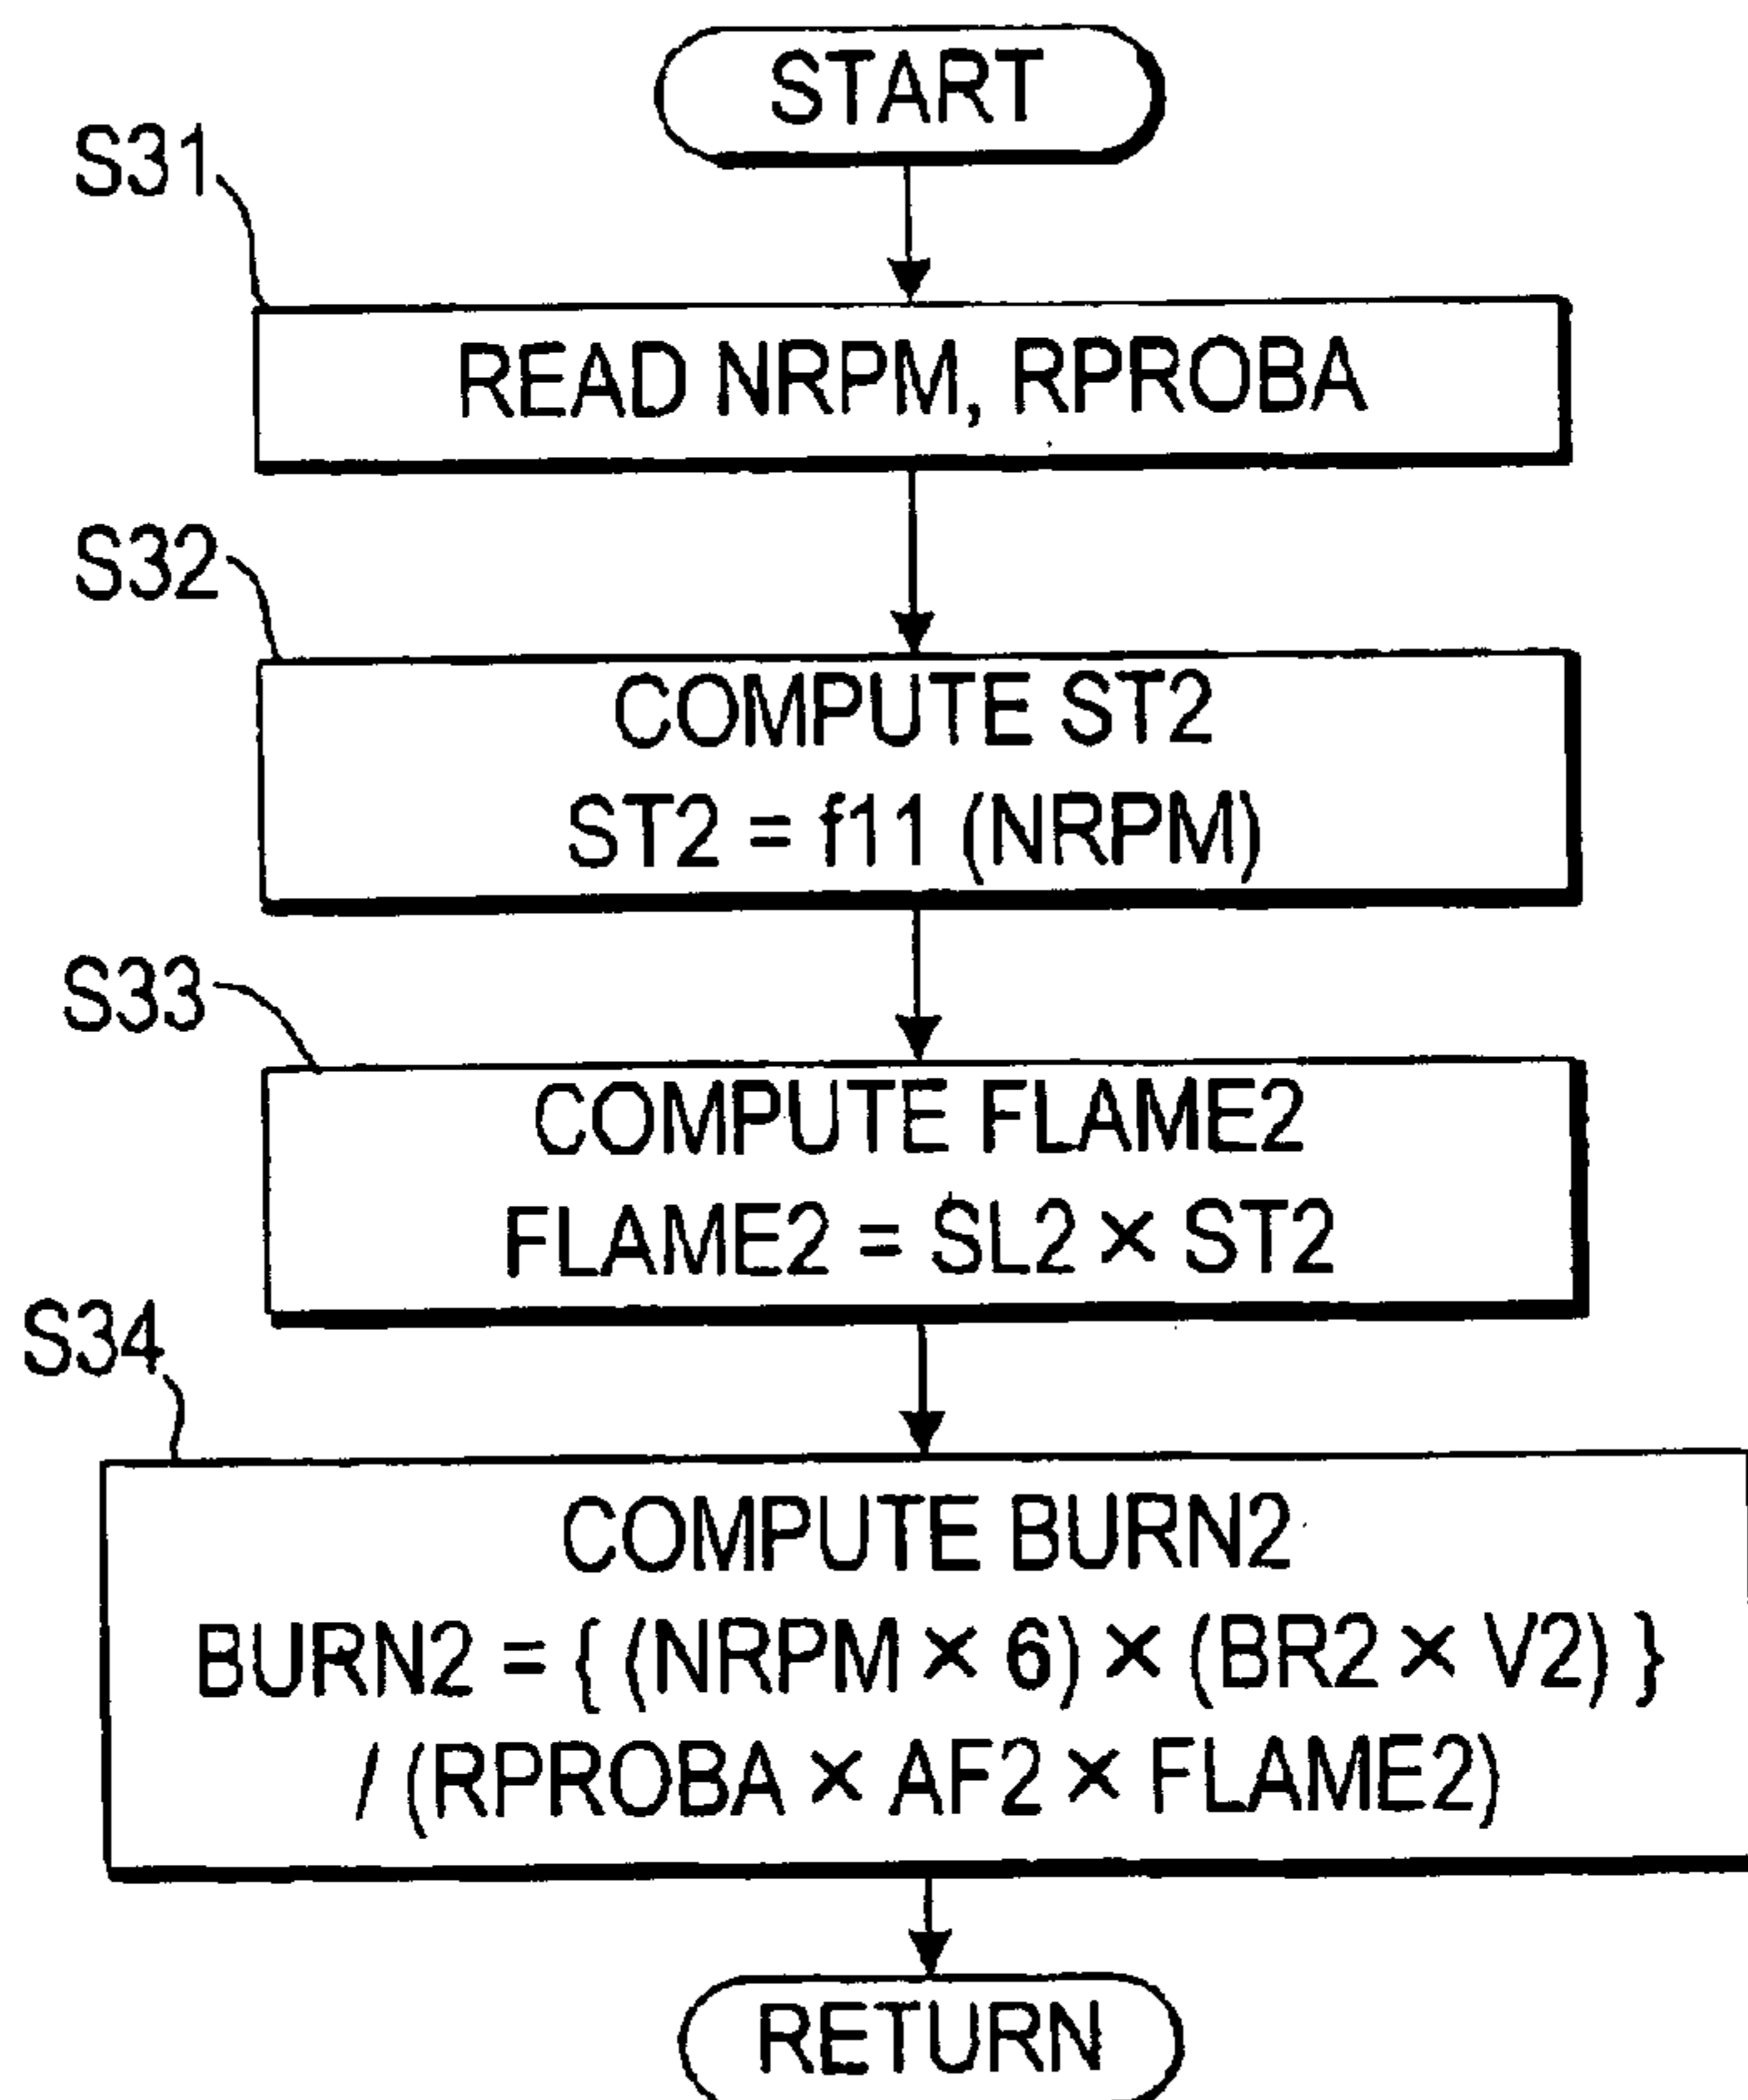 START
S31
READ NRPM, RPROBA
S32
COMPUTE ST2
ST2 = f11 (NRPM)
S33
COMPUTE FLAME2
FLAME2 = SL2 × ST2
S34
COMPUTE BURN2
BURN2 = { (NRPM × 6) × (BR2 × V2) }
/ (RPROBA × AF2 × FLAME2)
RETURN